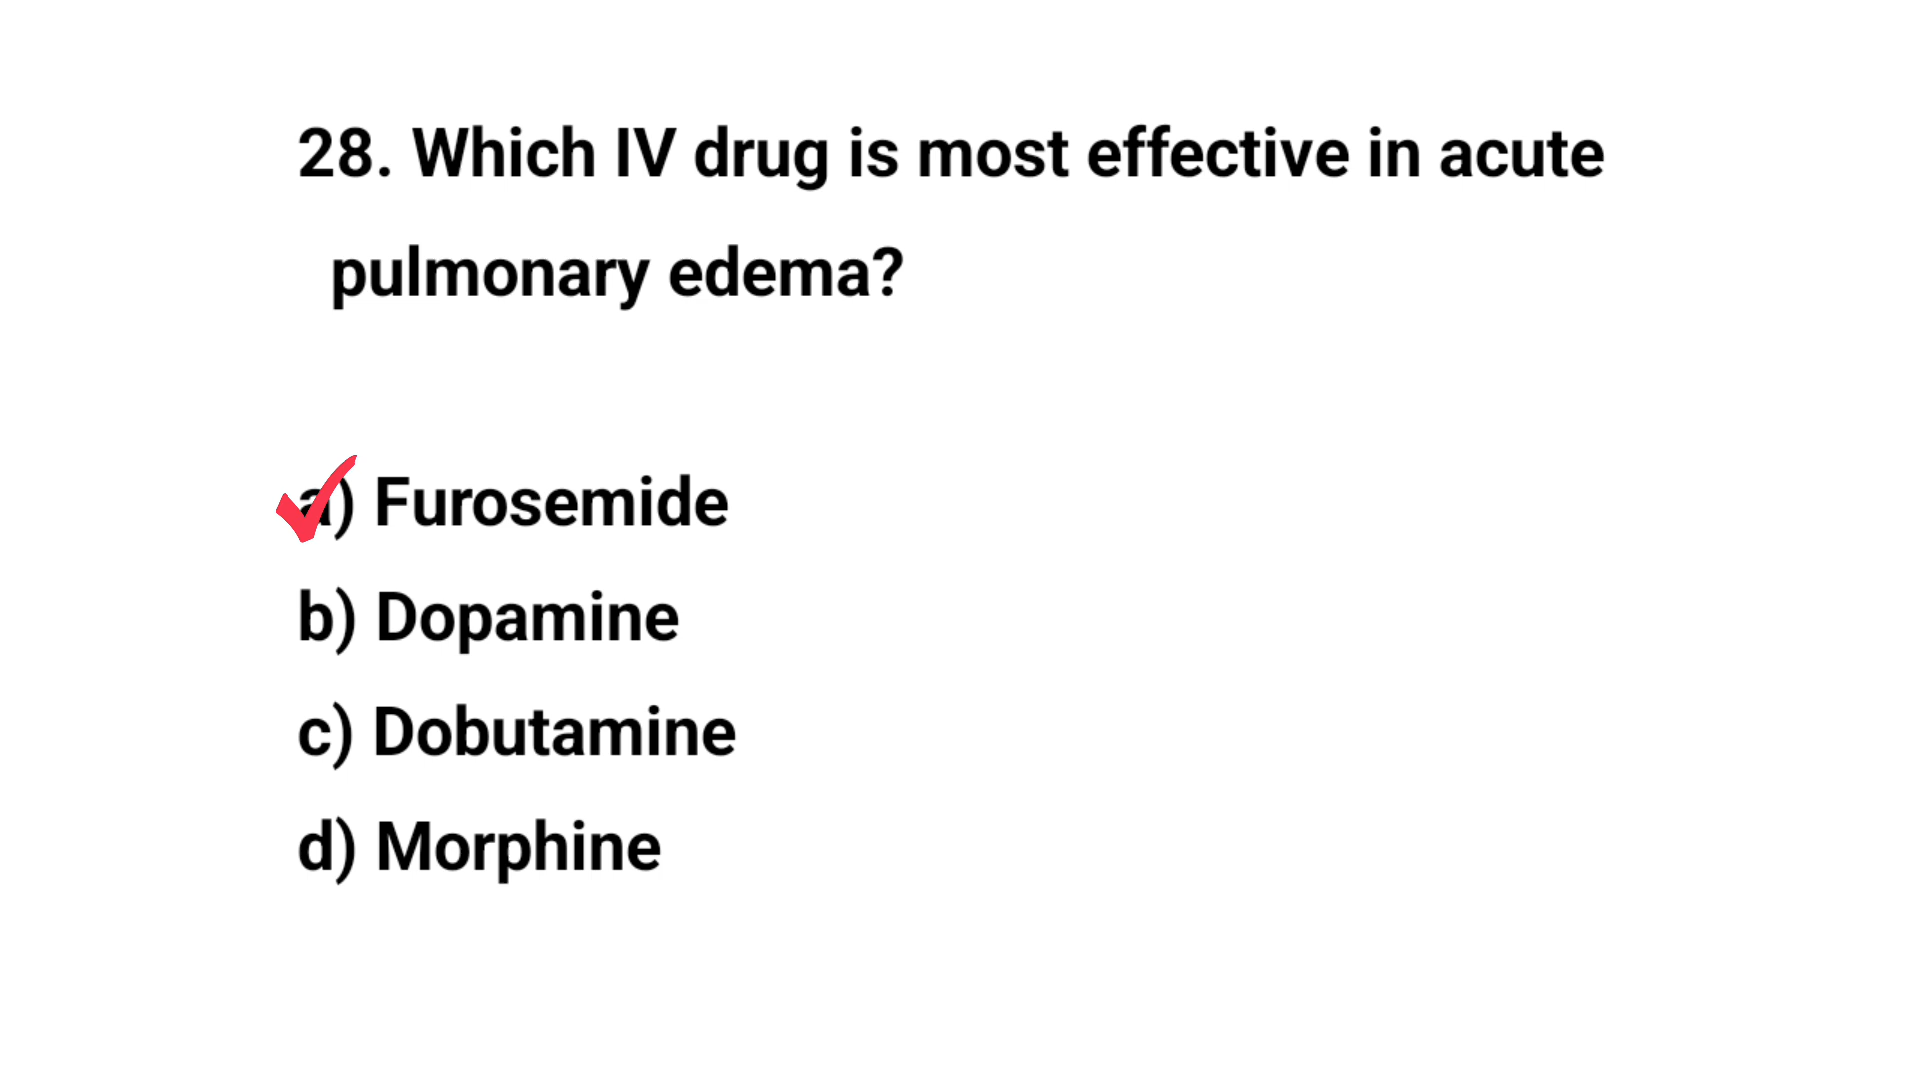 28. Which IV drug is most effective in acute
pulmonary edema?
a) Furosemide
b) Dopamine
c) Dobutamine
d) Morphine